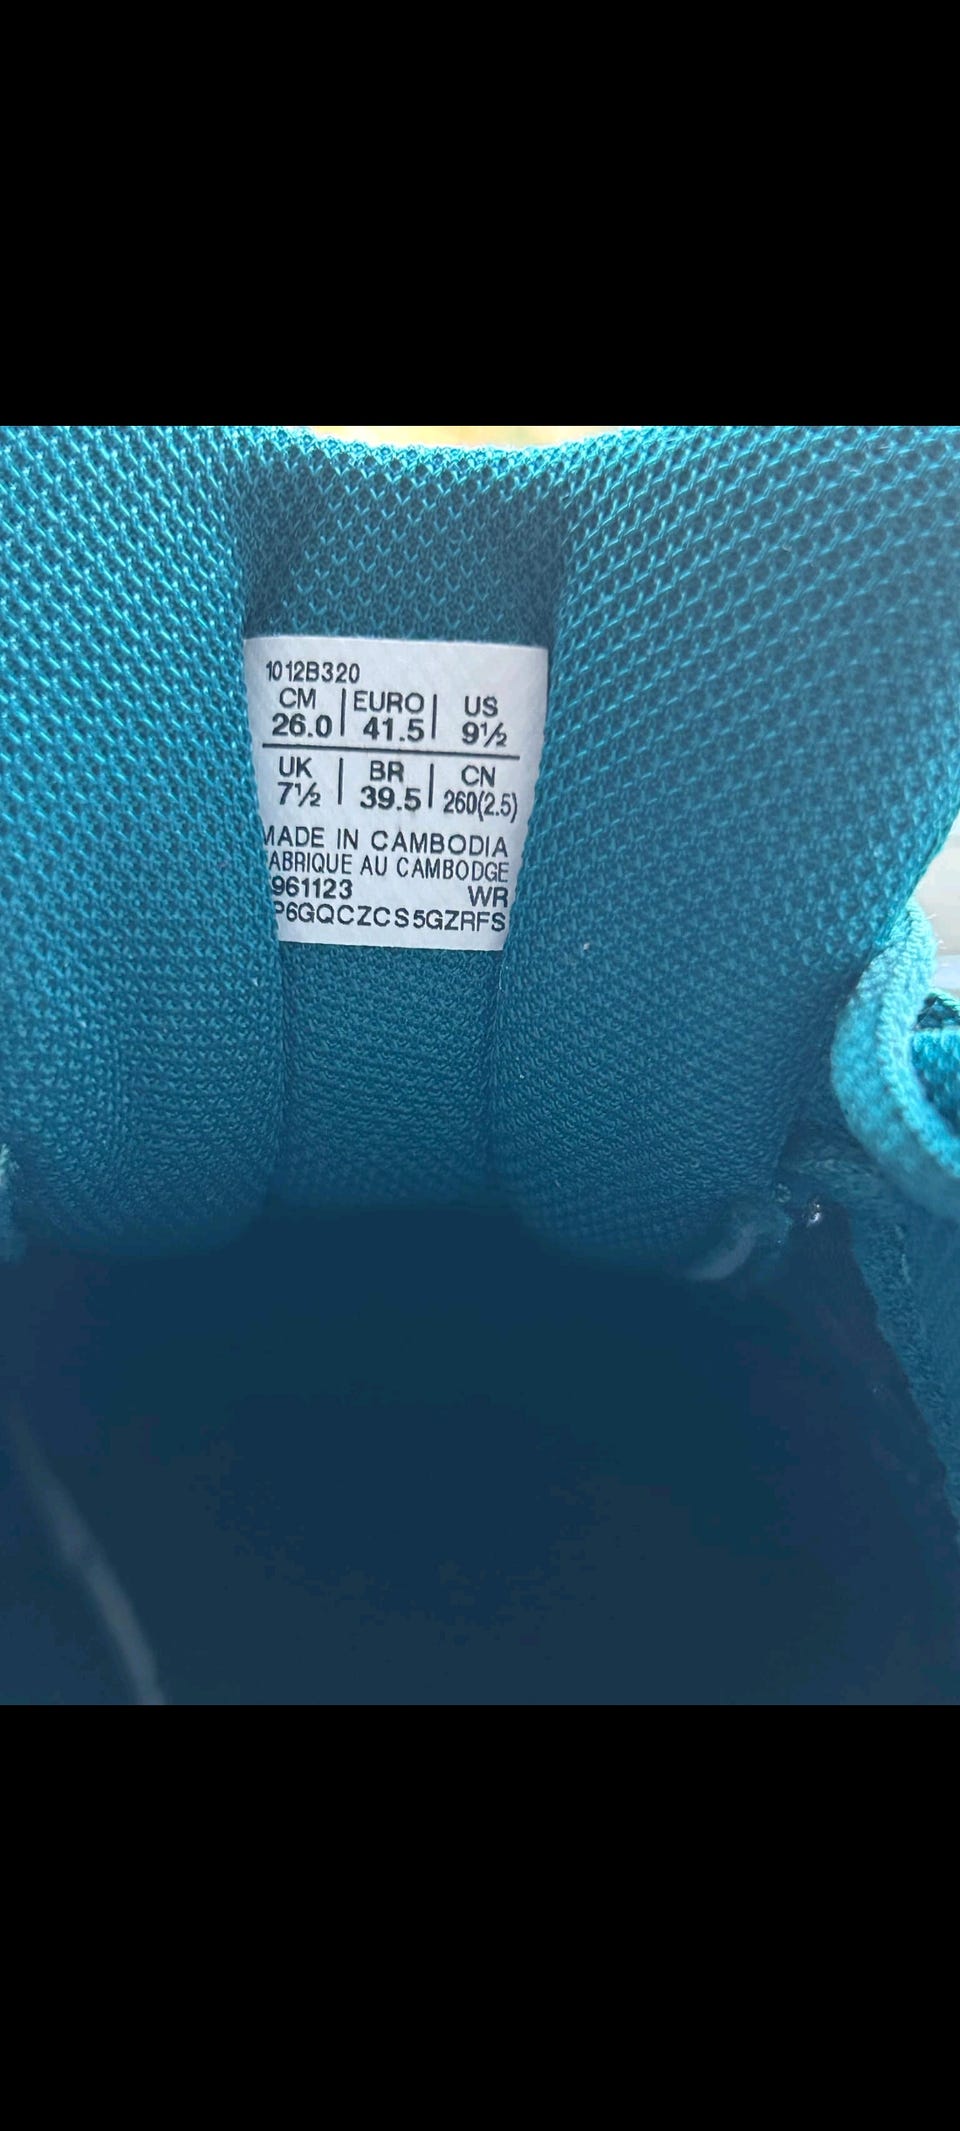 1012B320
CM | EURO | US
26.0 | 41.5 | 9½
UK | BR | CN
7½ | 39.5 | 260(2.5)
MADE IN CAMBODIA
ABRIQUE AU CAMBODGE
961123 WR
P6GQCZCS5GZRFS